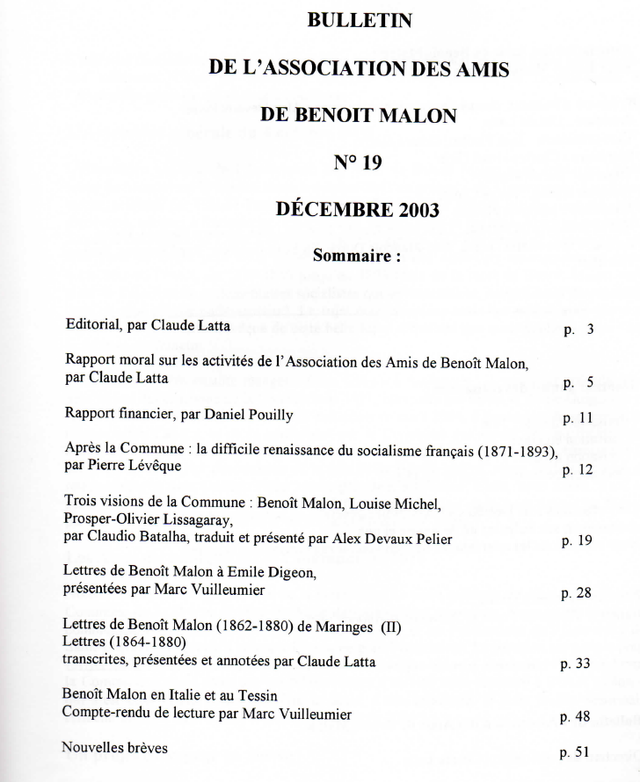 BULLETIN
DE L'ASSOCIATION DES AMIS
DE BENOIT MALON
N° 19
DÉCEMBRE 2003
Sommaire :
Editorial, par Claude Latta p. 3
Rapport moral sur les activités de l'Association des Amis de Benoît Malon,
par Claude Latta p. 5
Rapport financier, par Daniel Pouilly p. 11
Après la Commune : la difficile renaissance du socialisme français (1871-1893),
par Pierre Lévêque p. 12
Trois visions de la Commune : Benoît Malon, Louise Michel,
Prosper-Olivier Lissagaray,
par Claudio Batalha, traduit et présenté par Alex Devaux Pelier p. 19
Lettres de Benoît Malon à Emile Digeon,
présentées par Marc Vuilleumier p. 28
Lettres de Benoît Malon (1862-1880) de Maringes (II)
Lettres (1864-1880)
transcrites, présentées et annotées par Claude Latta p. 33
Benoît Malon en Italie et au Tessin
Compte-rendu de lecture par Marc Vuilleumier p. 48
Nouvelles brèves p. 51